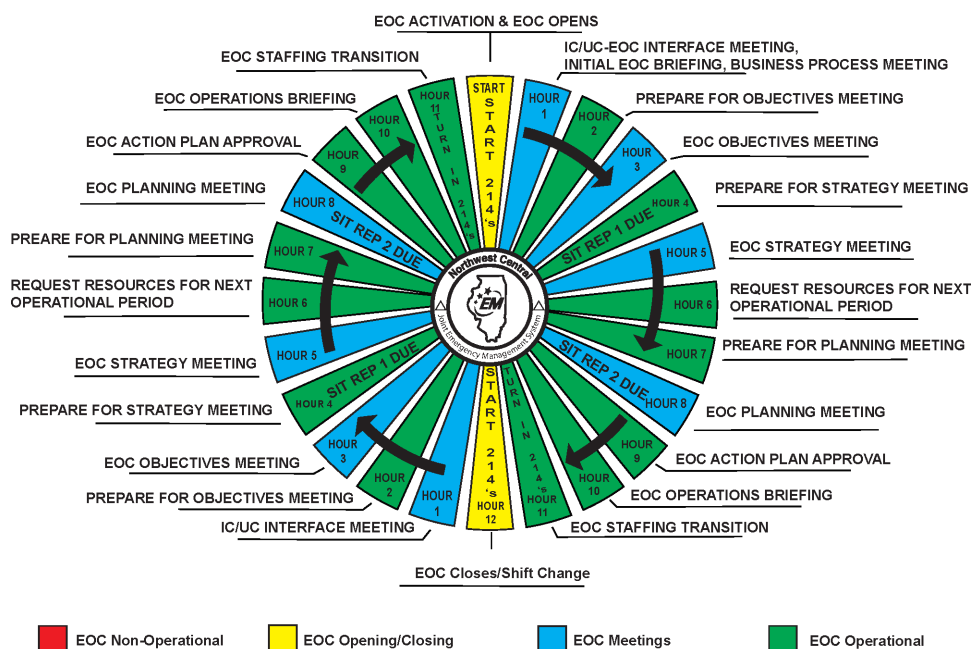 EOC ACTIVATION & EOC OPENS
IC/UC-EOC INTERFACE MEETING,
INITIAL EOC BRIEFING, BUSINESS PROCESS MEETING
PREPARE FOR OBJECTIVES MEETING
EOC OBJECTIVES MEETING
PREPARE FOR STRATEGY MEETING
EOC STRATEGY MEETING
REQUEST RESOURCES FOR NEXT
OPERATIONAL PERIOD
PREARE FOR PLANNING MEETING
EOC PLANNING MEETING
EOC ACTION PLAN APPROVAL
EOC OPERATIONS BRIEFING
EOC STAFFING TRANSITION
EOC Closes/Shift Change
IC/UC INTERFACE MEETING
PREPARE FOR OBJECTIVES MEETING
EOC OBJECTIVES MEETING
PREPARE FOR STRATEGY MEETING
EOC STRATEGY MEETING
REQUEST RESOURCES FOR NEXT
OPERATIONAL PERIOD
PREARE FOR PLANNING MEETING
EOC PLANNING MEETING
EOC ACTION PLAN APPROVAL
EOC OPERATIONS BRIEFING
EOC STAFFING TRANSITION
START
START 214's
HOUR 1
HOUR 2
HOUR 3
HOUR 4
SIT REP 1 DUE
HOUR 5
HOUR 6
HOUR 7
SIT REP 2 DUE
HOUR 8
HOUR 9
HOUR 10
TURN IN 214's
HOUR 11
START 214's
HOUR 12
HOUR 1
HOUR 2
HOUR 3
HOUR 4
SIT REP 1 DUE
HOUR 5
HOUR 6
HOUR 7
HOUR 8
SIT REP 2 DUE
HOUR 9
HOUR 10
HOUR 11
TURN IN 214's
Northwest Central
EM
Joint Emergency Management System
EOC Non-Operational
EOC Opening/Closing
EOC Meetings
EOC Operational